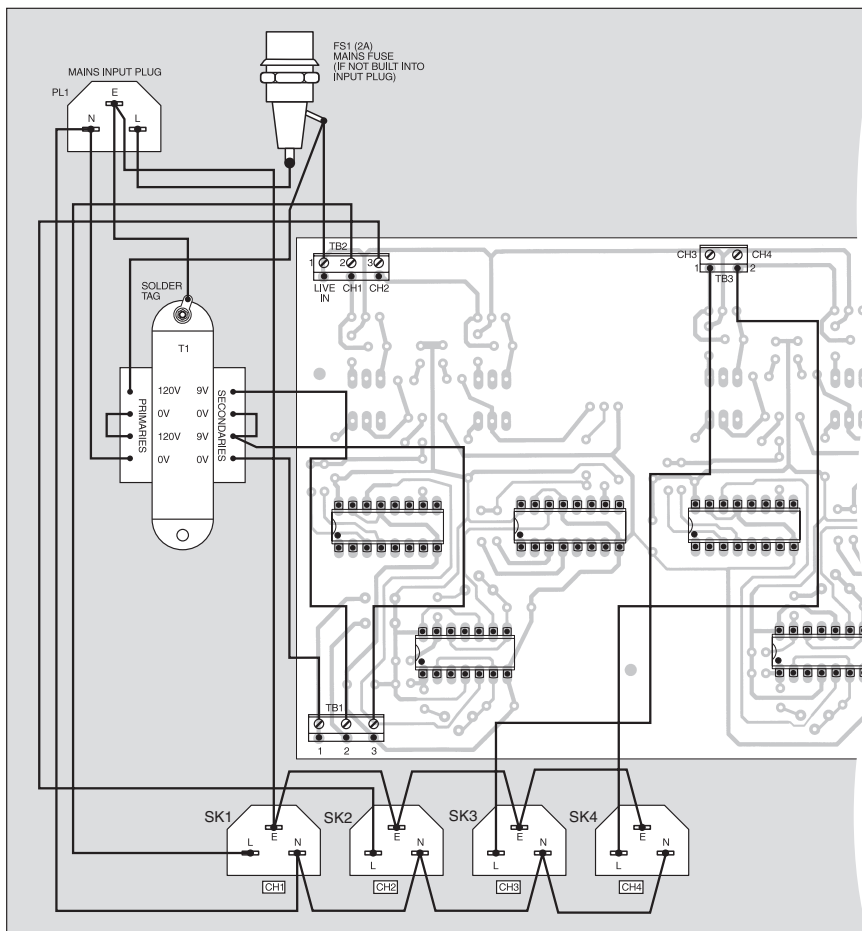 FS1 (2A)
MAINS FUSE
(IF NOT BUILT INTO
INPUT PLUG)
MAINS INPUT PLUG
PL1
E
N
L
TB2
1 2 3
LIVE IN
CH1
CH2
CH3
CH4
1 2
TB3
SOLDER
TAG
T1
PRIMARIES
120V
0V
120V
0V
9V
0V
9V
0V
SECONDARIES
TB1
1 2 3
SK1
L
E
N
CH1
SK2
L
E
N
CH2
SK3
L
E
N
CH3
SK4
L
E
N
CH4